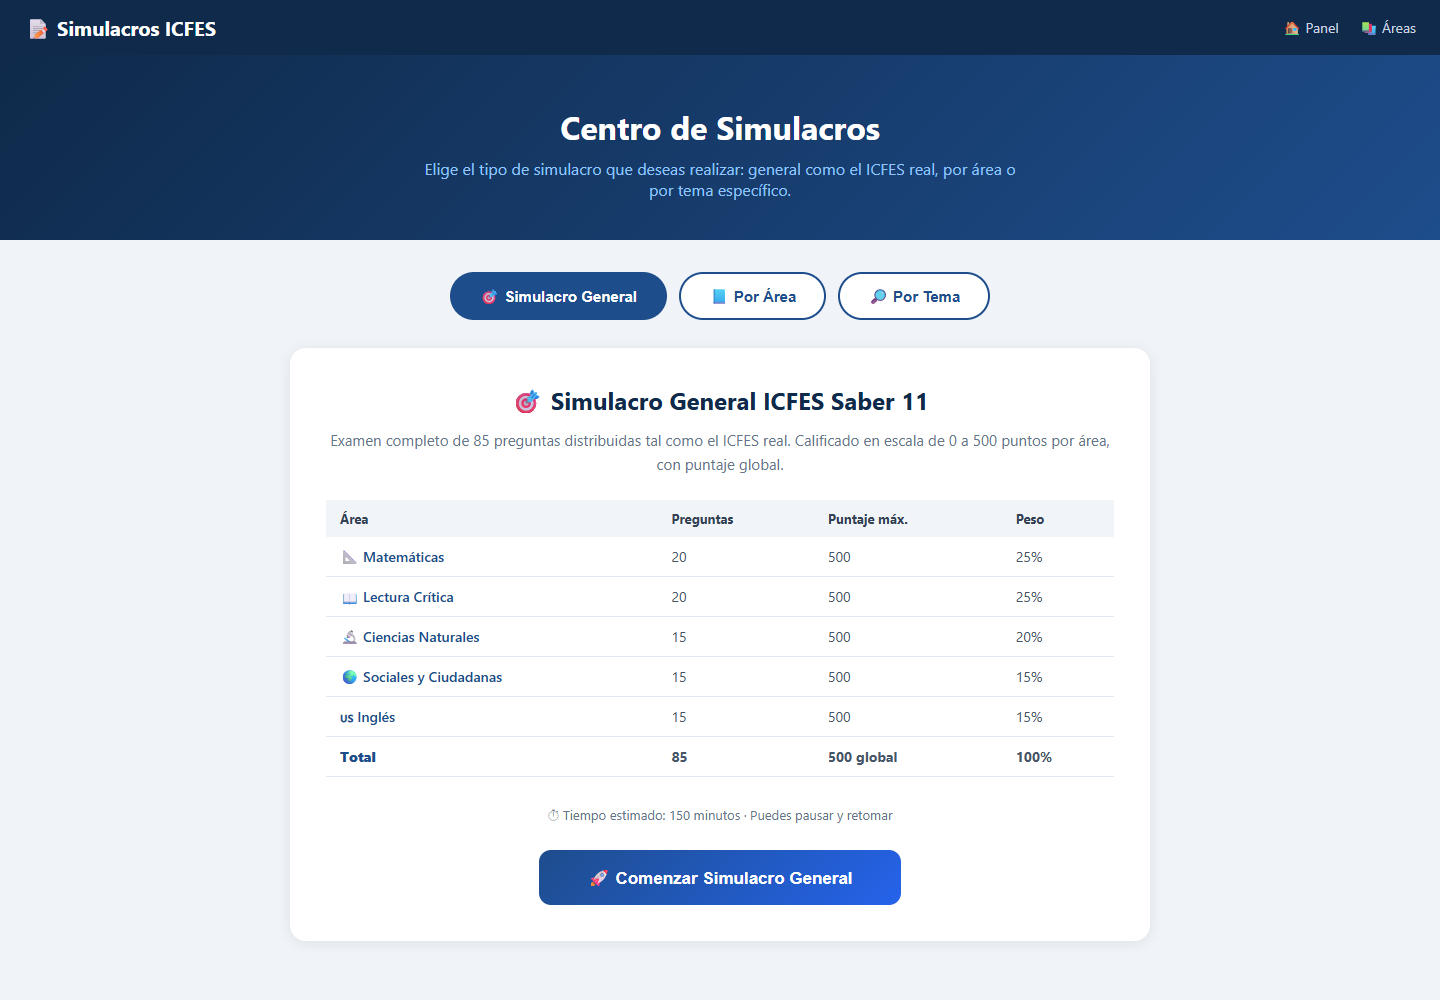 Simulacros ICFES
Panel
Áreas
Centro de Simulacros
Elige el tipo de simulacro que deseas realizar: general como el ICFES real, por área o
por tema específico.
Simulacro General
Por Área
Por Tema
Simulacro General ICFES Saber 11
Examen completo de 85 preguntas distribuidas tal como el ICFES real. Calificado en escala de 0 a 500 puntos por área,
con puntaje global.
Área Preguntas Puntaje máx. Peso
Matemáticas 20 500 25%
Lectura Crítica 20 500 25%
Ciencias Naturales 15 500 20%
Sociales y Ciudadanas 15 500 15%
us Inglés 15 500 15%
Total 85 500 global 100%
Tiempo estimado: 150 minutos · Puedes pausar y retomar
Comenzar Simulacro General